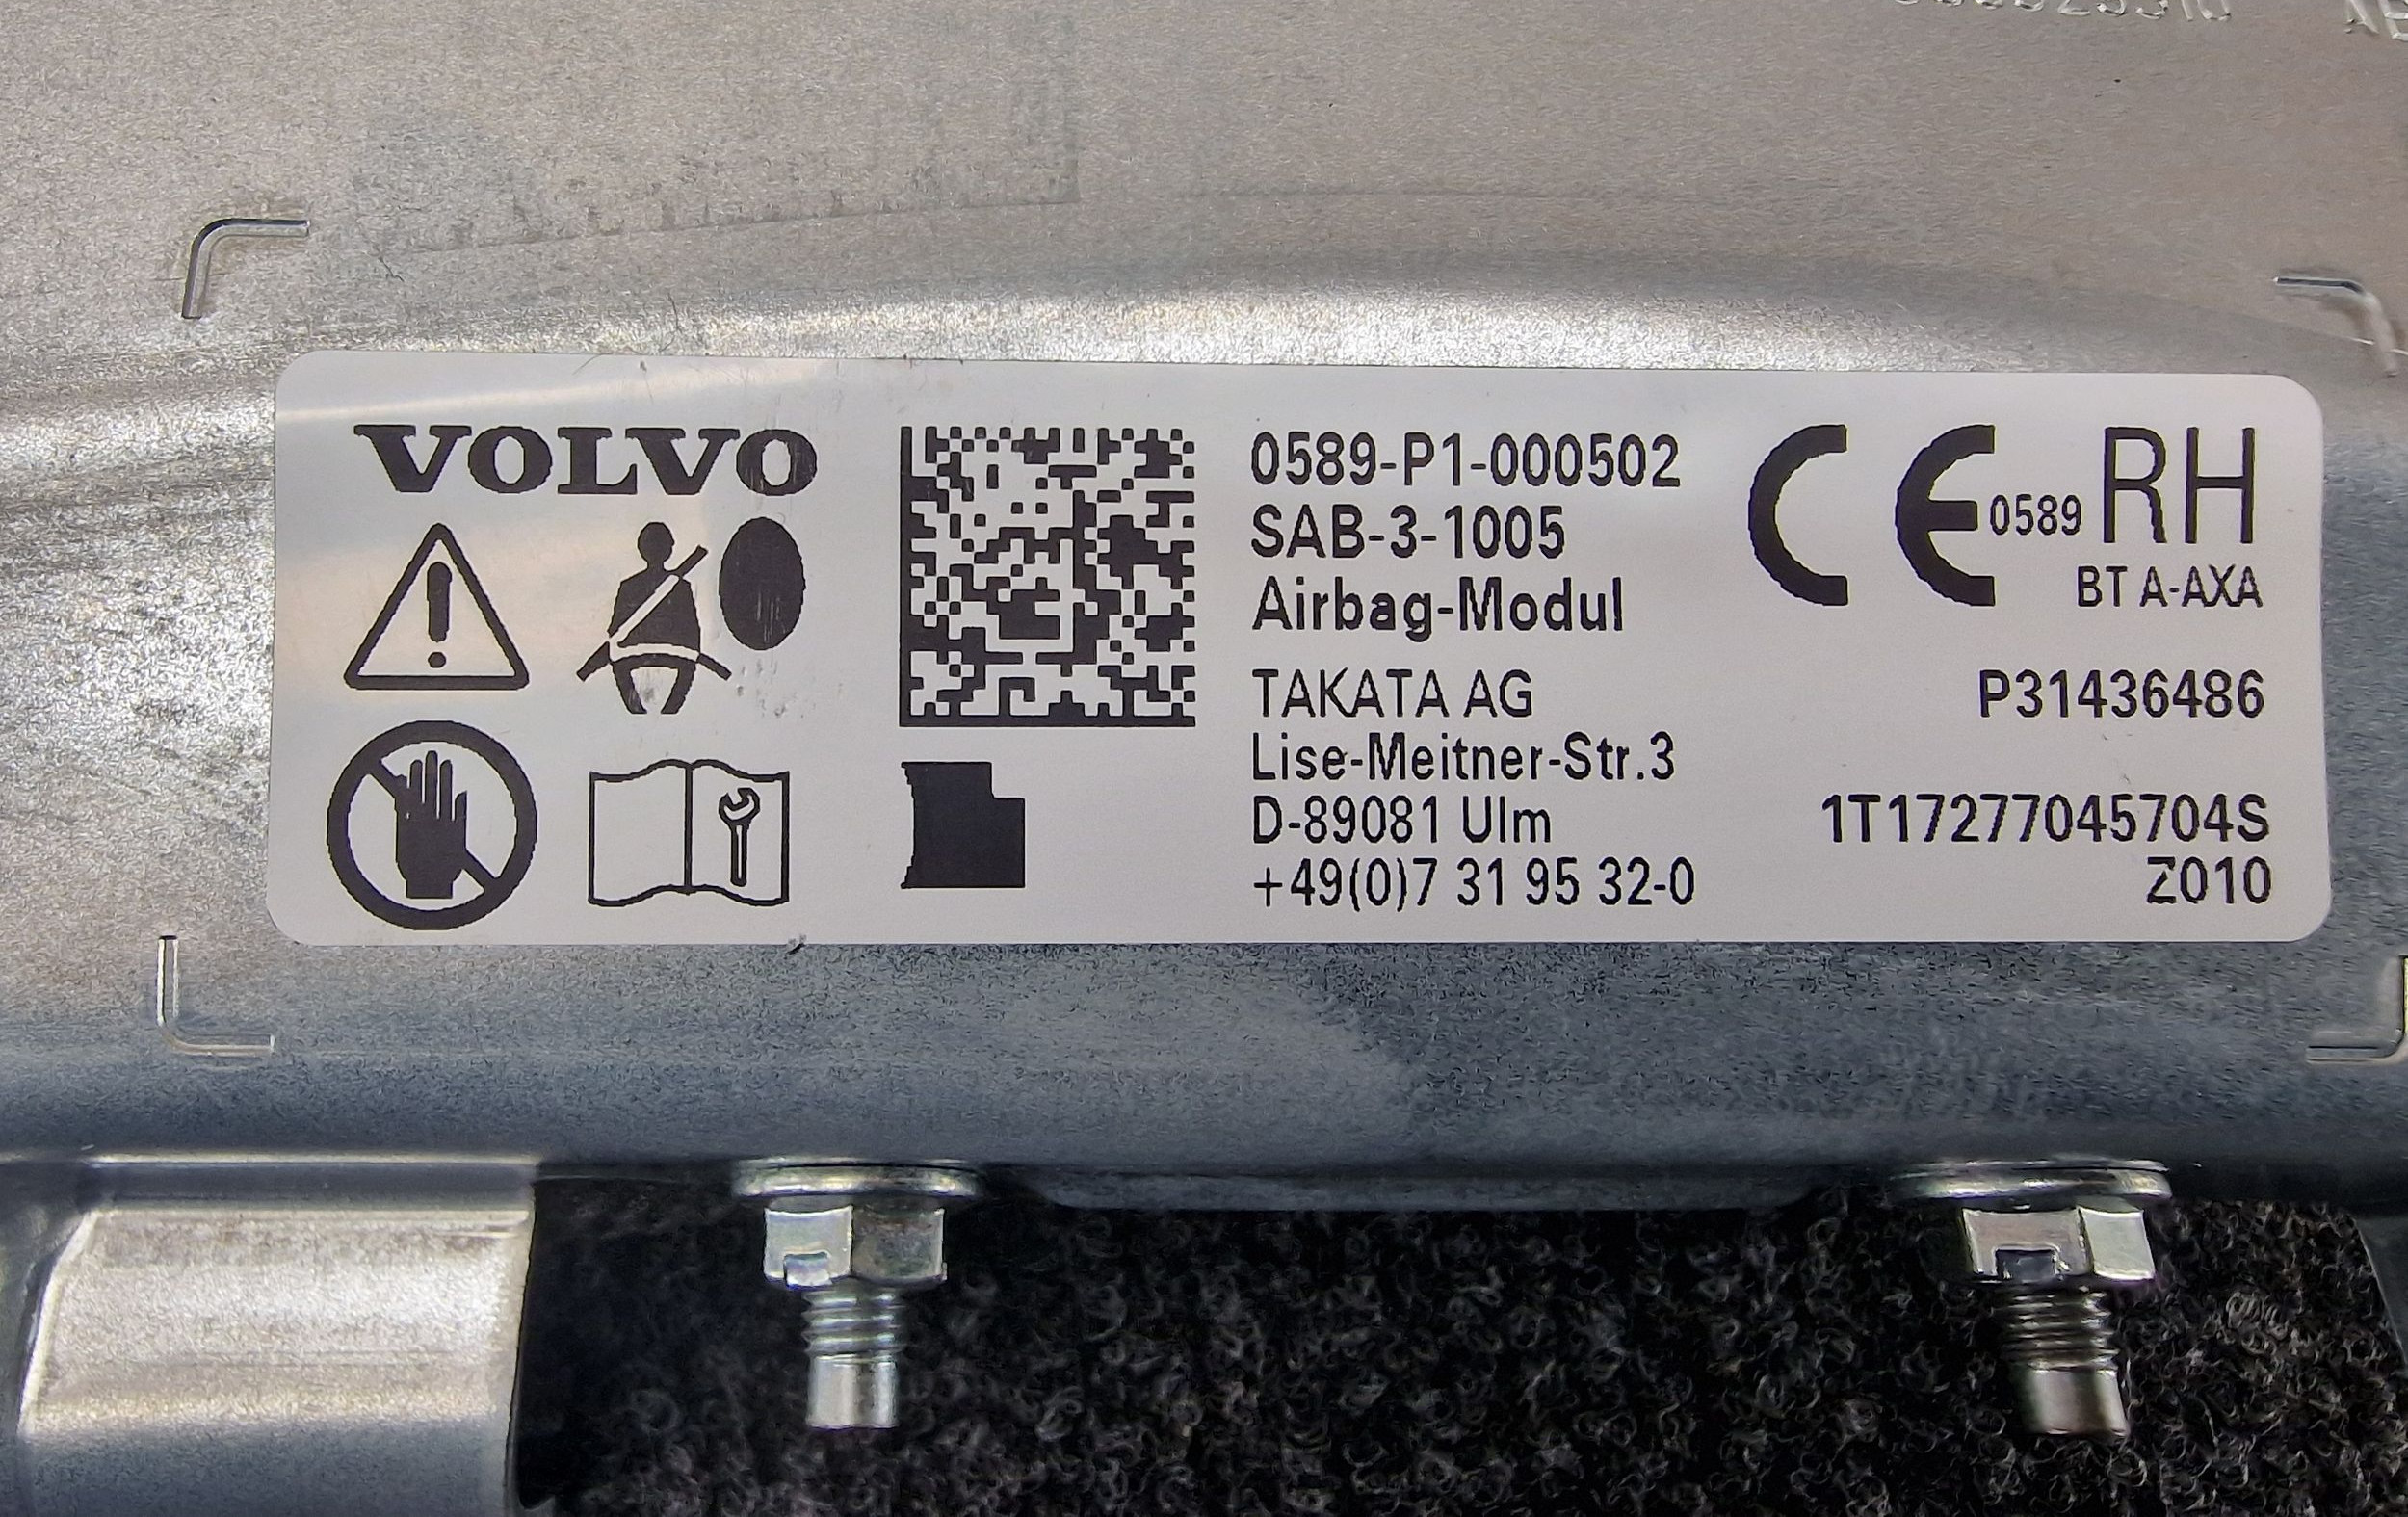 VOLVO
0589-P1-000502
SAB-3-1005
Airbag-Modul
TAKATA AG
Lise-Meitner-Str.3
D-89081 Ulm
+49(0)7 31 95 32-0
CE 0589 RH
BT A-AXA
P31436486
1T17277045704S
Z010